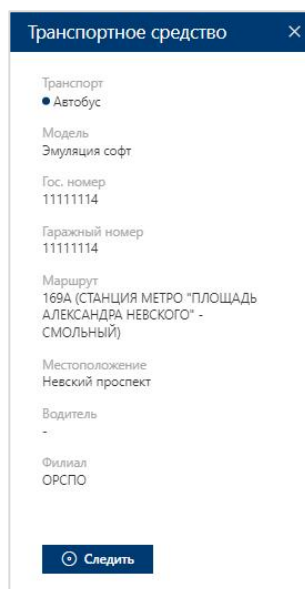 Транспортное средство
Транспорт
Автобус
Модель
Эмуляция софт
Гос. номер
11111114
Гаражный номер
11111114
Маршрут
169А (СТАНЦИЯ МЕТРО "ПЛОЩАДЬ
АЛЕКСАНДРА НЕВСКОГО" -
СМОЛЬНЫЙ)
Местоположение
Невский проспект
Водитель
-
Филиал
ОРСПО
Следить